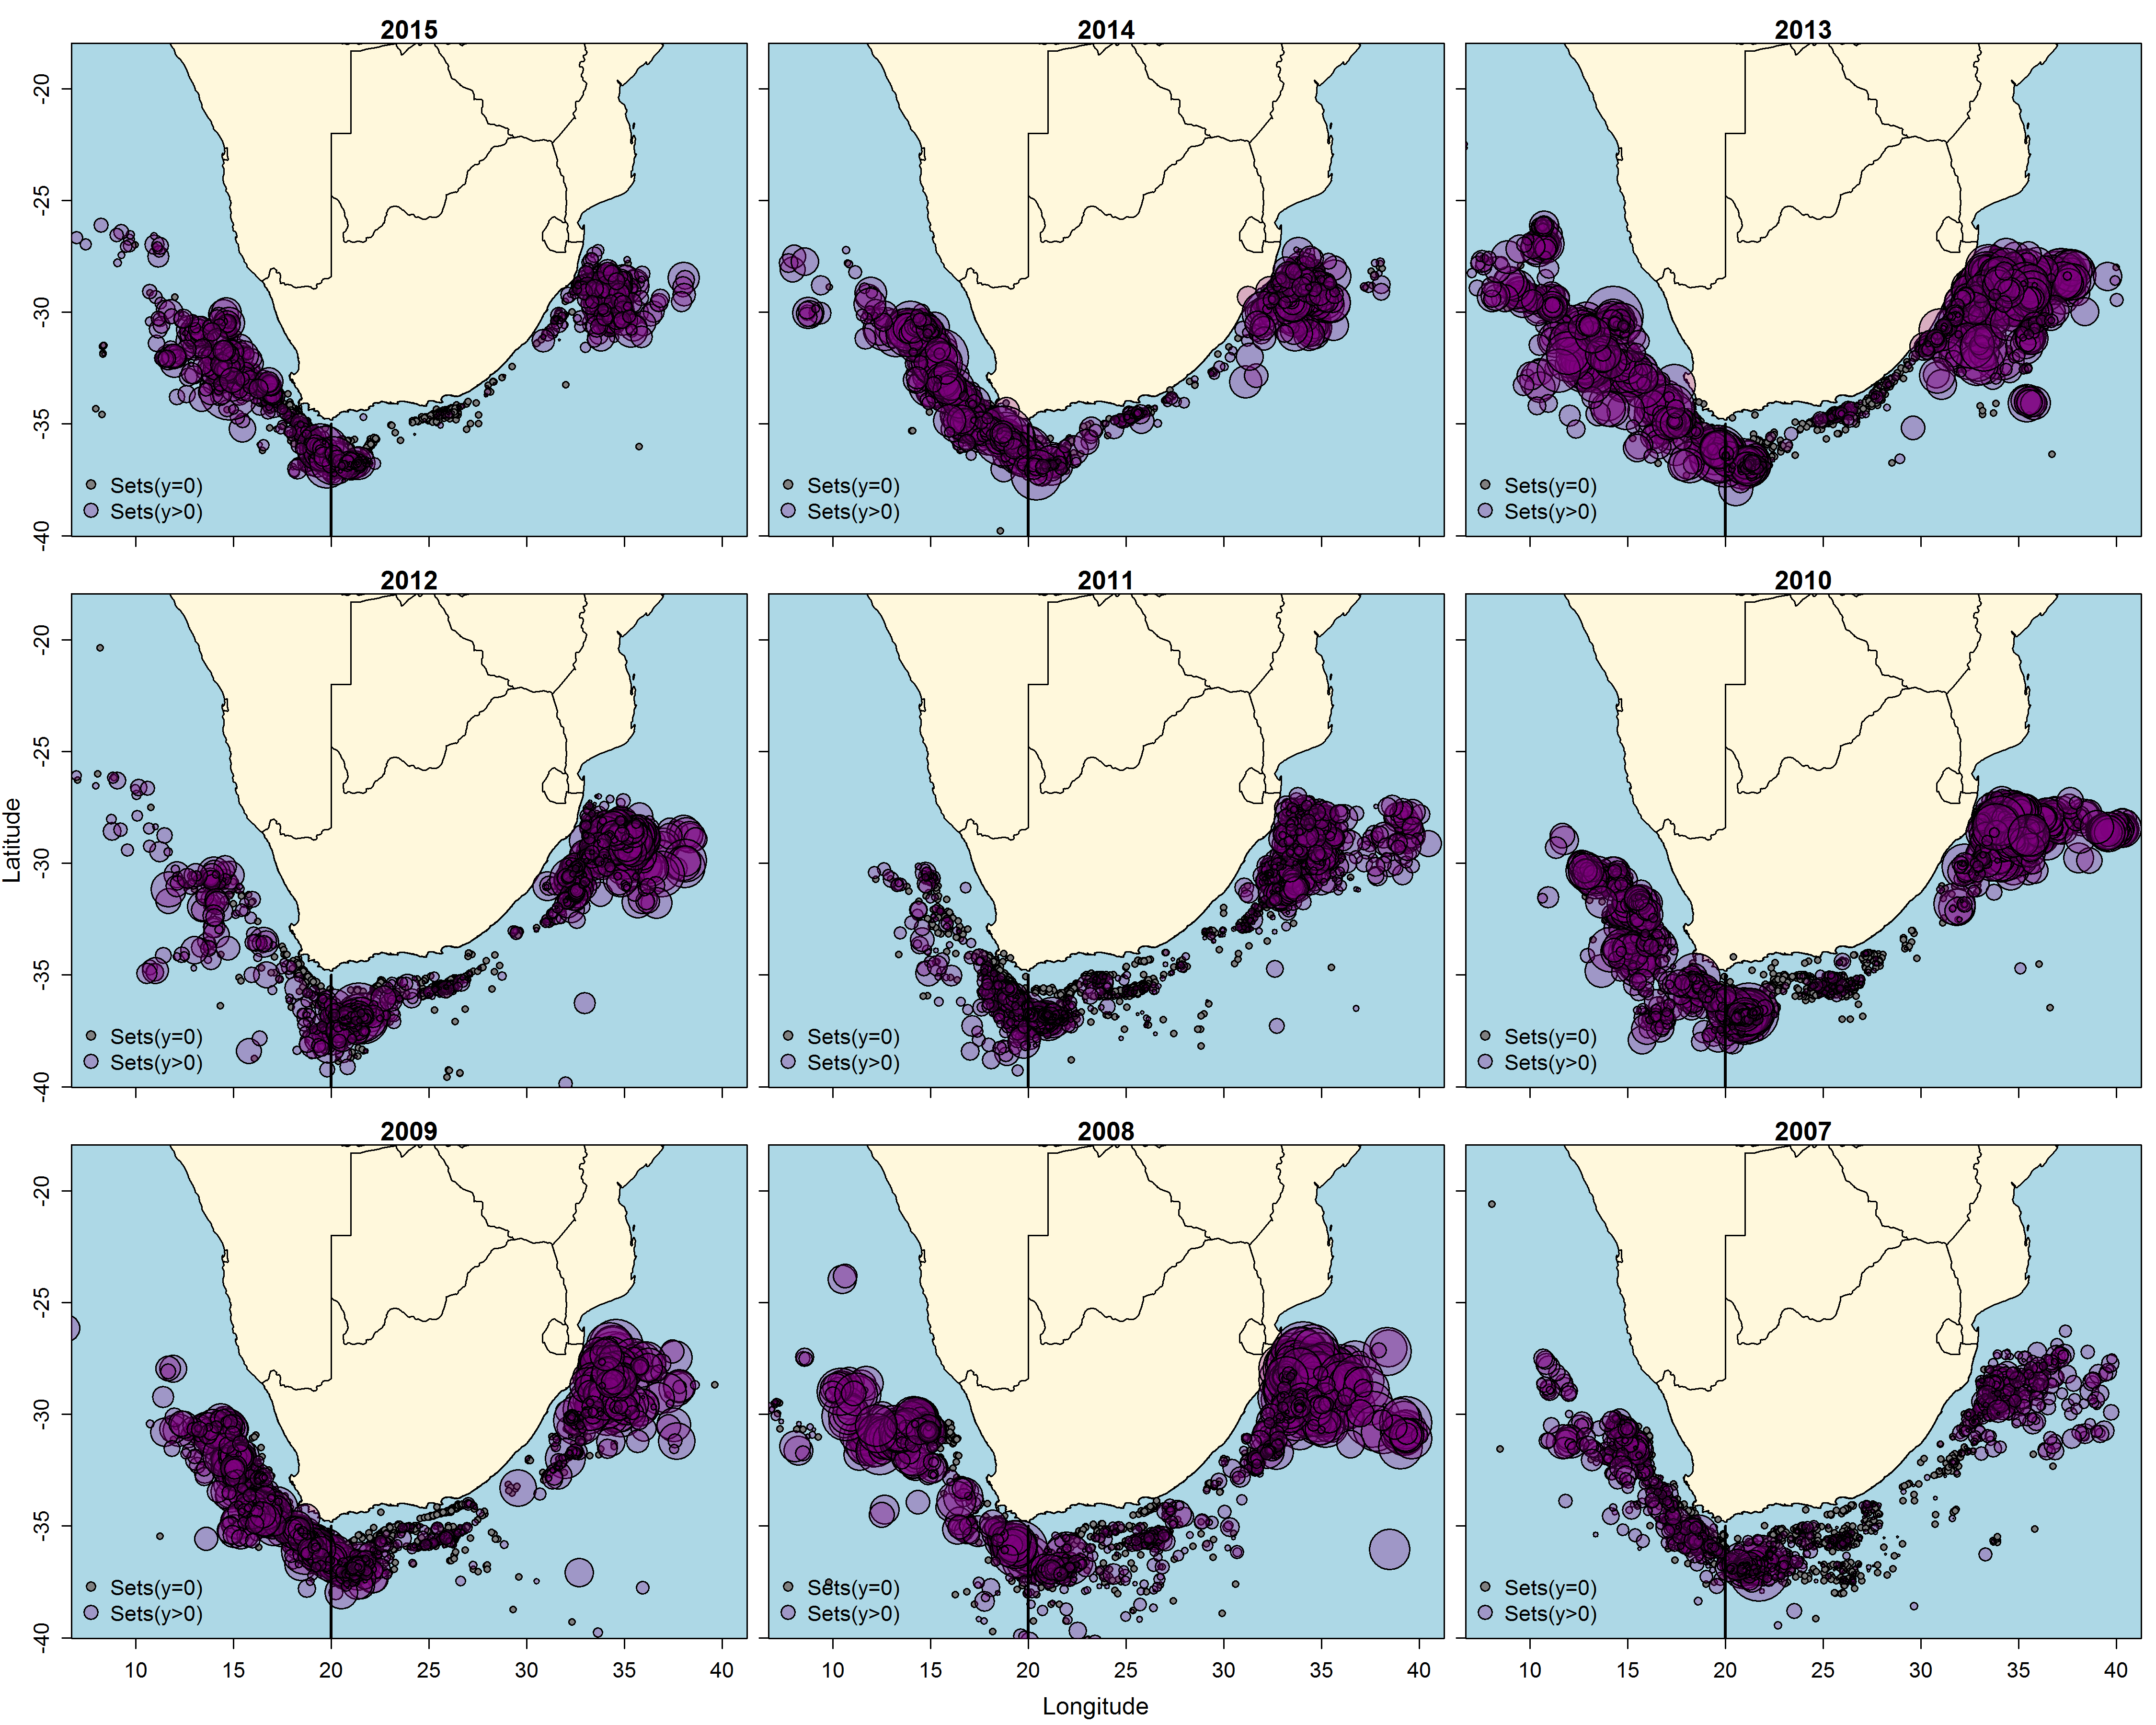 2015 2014 2013
-20
-25
-30
-35
-40
Sets(y=0) Sets(y=0) Sets(y=0)
Sets(y>0) Sets(y>0) Sets(y>0)
2012 2011 2010
-20
-25
-30
-35
-40
Latitude
Sets(y=0) Sets(y=0) Sets(y=0)
Sets(y>0) Sets(y>0) Sets(y>0)
2009 2008 2007
-20
-25
-30
-35
-40
Sets(y=0) Sets(y=0) Sets(y=0)
Sets(y>0) Sets(y>0) Sets(y>0)
10 15 20 25 30 35 40 10 15 20 25 30 35 40 10 15 20 25 30 35 40
Longitude